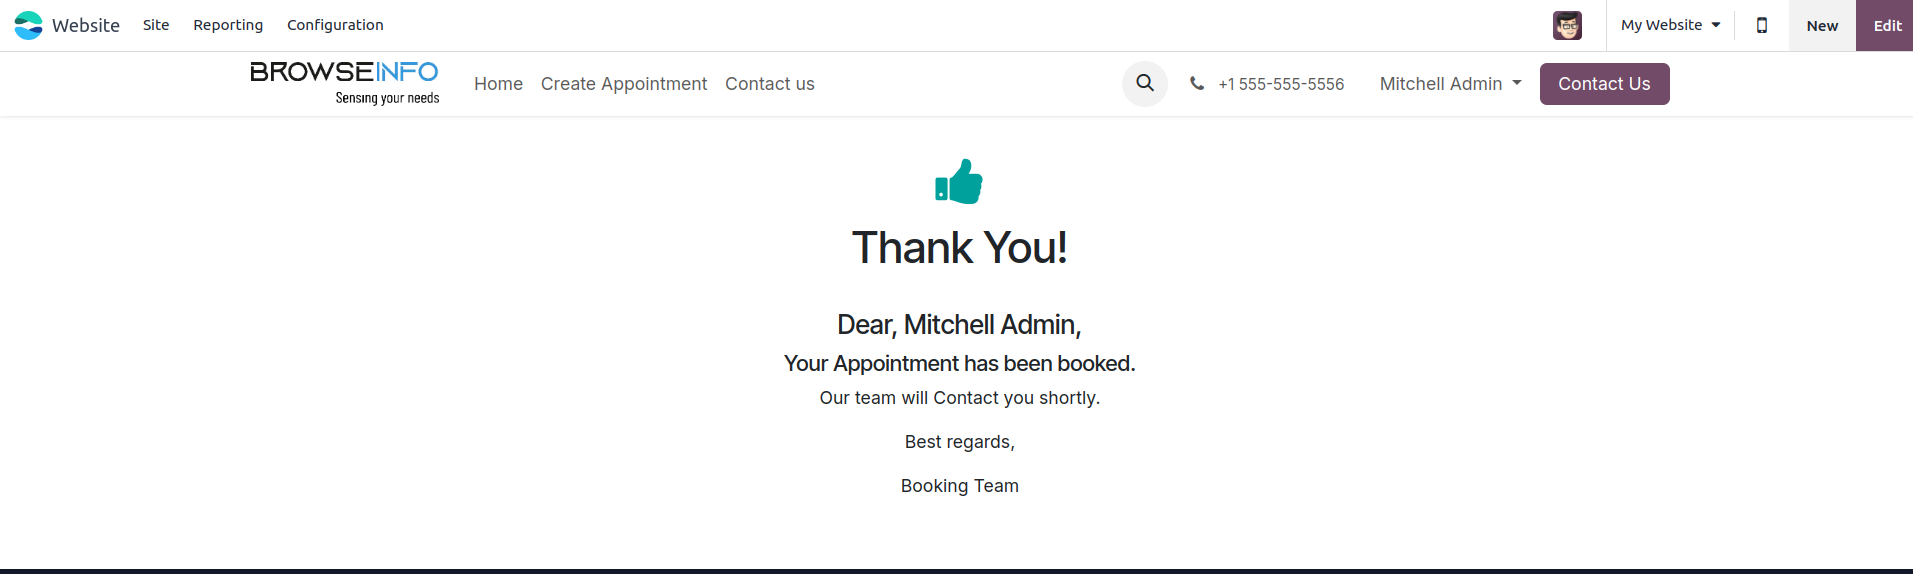 Website Site Reporting Configuration My Website New Edit
BROWSEINFO
Sensing your needs
Home Create Appointment Contact us +1 555-555-5556 Mitchell Admin Contact Us
Thank You!
Dear, Mitchell Admin,
Your Appointment has been booked.
Our team will Contact you shortly.
Best regards,
Booking Team